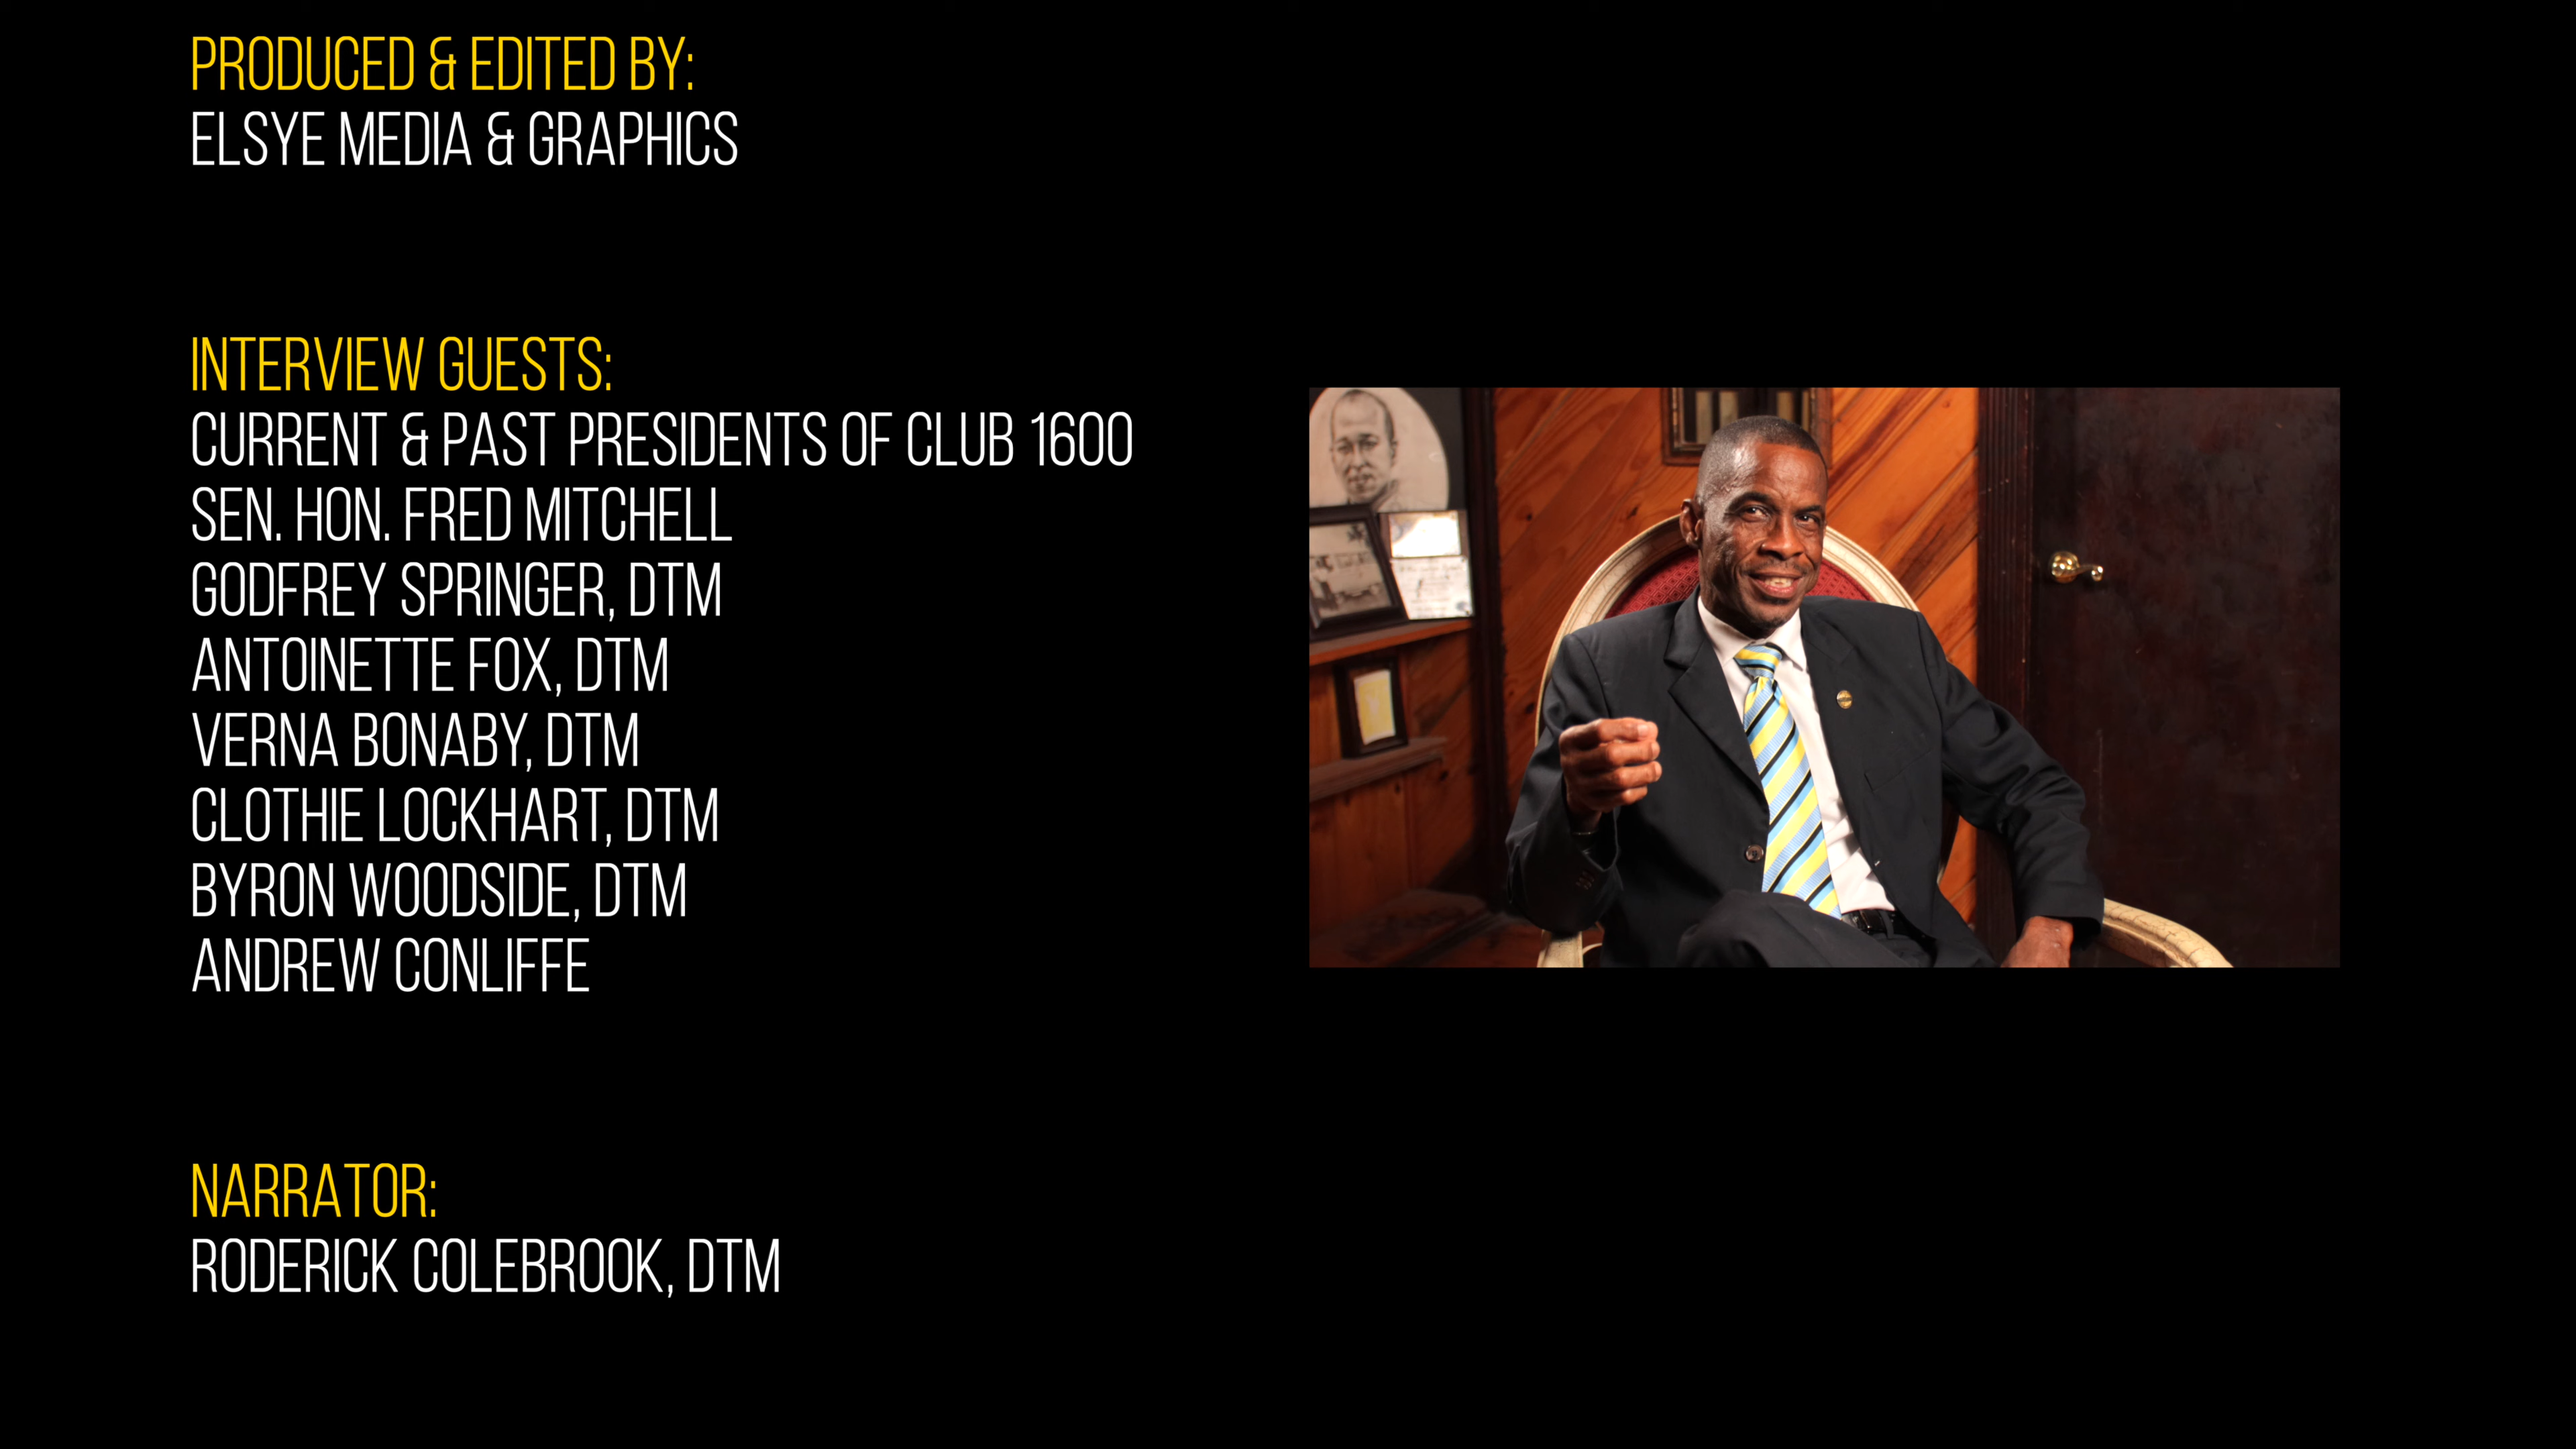 PRODUCED & EDITED BY:
ELSYE MEDIA & GRAPHICS
INTERVIEW GUESTS:
CURRENT & PAST PRESIDENTS OF CLUB 1600
SEN. HON. FRED MITCHELL
GODFREY SPRINGER, DTM
ANTOINETTE FOX, DTM
VERNA BONABY, DTM
CLOTHIE LOCKHART, DTM
BYRON WOODSIDE, DTM
ANDREW CONLIFFE
NARRATOR:
RODERICK COLEBROOK, DTM